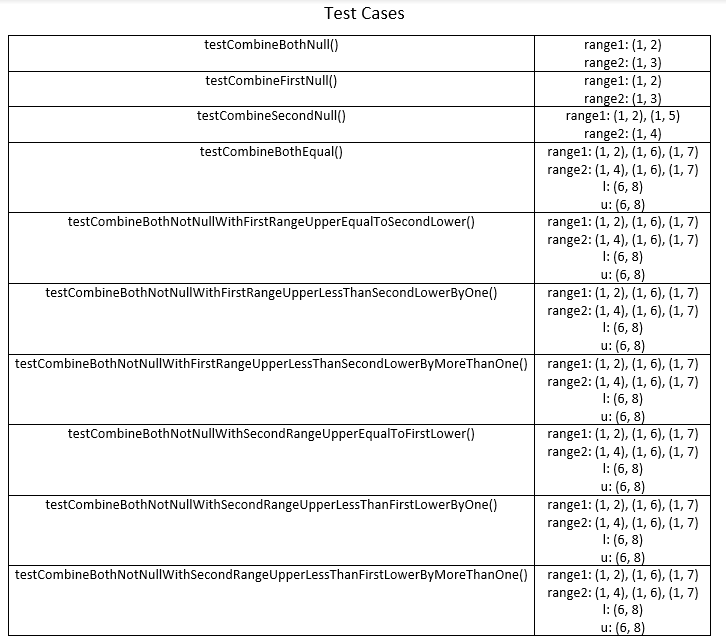 Test Cases
testCombineBothNull()
range1: (1, 2)
range2: (1, 3)
testCombineFirstNull()
range1: (1, 2)
range2: (1, 3)
testCombineSecondNull()
range1: (1, 2), (1, 5)
range2: (1, 4)
testCombineBothEqual()
range1: (1, 2), (1, 6), (1, 7)
range2: (1, 4), (1, 6), (1, 7)
l: (6, 8)
u: (6, 8)
testCombineBothNotNullWithFirstRangeUpperEqualToSecondLower()
range1: (1, 2), (1, 6), (1, 7)
range2: (1, 4), (1, 6), (1, 7)
l: (6, 8)
u: (6, 8)
testCombineBothNotNullWithFirstRangeUpperLessThanSecondLowerByOne()
range1: (1, 2), (1, 6), (1, 7)
range2: (1, 4), (1, 6), (1, 7)
l: (6, 8)
u: (6, 8)
testCombineBothNotNullWithFirstRangeUpperLessThanSecondLowerByMoreThanOne()
range1: (1, 2), (1, 6), (1, 7)
range2: (1, 4), (1, 6), (1, 7)
l: (6, 8)
u: (6, 8)
testCombineBothNotNullWithSecondRangeUpperEqualToFirstLower()
range1: (1, 2), (1, 6), (1, 7)
range2: (1, 4), (1, 6), (1, 7)
l: (6, 8)
u: (6, 8)
testCombineBothNotNullWithSecondRangeUpperLessThanFirstLowerByOne()
range1: (1, 2), (1, 6), (1, 7)
range2: (1, 4), (1, 6), (1, 7)
l: (6, 8)
u: (6, 8)
testCombineBothNotNullWithSecondRangeUpperLessThanFirstLowerByMoreThanOne()
range1: (1, 2), (1, 6), (1, 7)
range2: (1, 4), (1, 6), (1, 7)
l: (6, 8)
u: (6, 8)